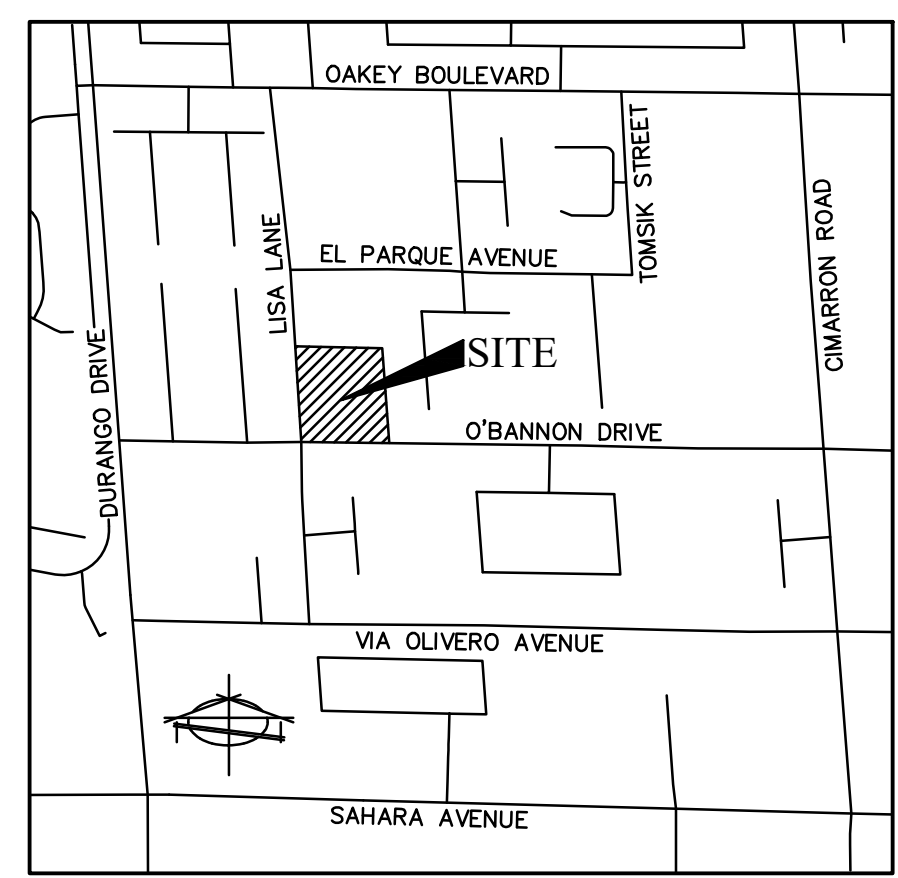 OAKEY BOULEVARD
TOMSIK STREET
CIMARRON ROAD
LISA LANE
EL PARQUE AVENUE
DURANGO DRIVE
SITE
O'BANNON DRIVE
VIA OLIVERO AVENUE
SAHARA AVENUE